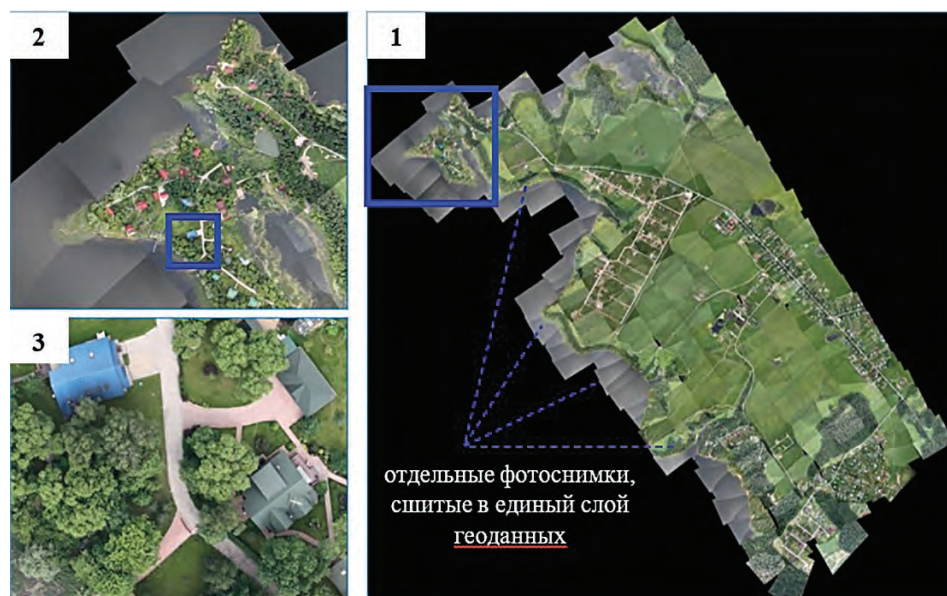 2
1
3
отдельные фотоснимки,
сшитые в единый слой
геоданных